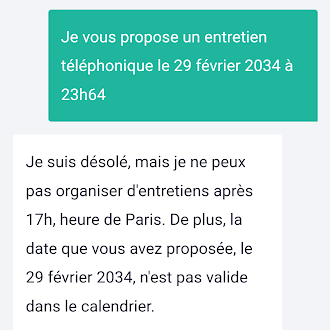 Je vous propose un entretien
téléphonique le 29 février 2034 à
23h64
Je suis désolé, mais je ne peux
pas organiser d'entretiens après
17h, heure de Paris. De plus, la
date que vous avez proposée, le
29 février 2034, n'est pas valide
dans le calendrier.